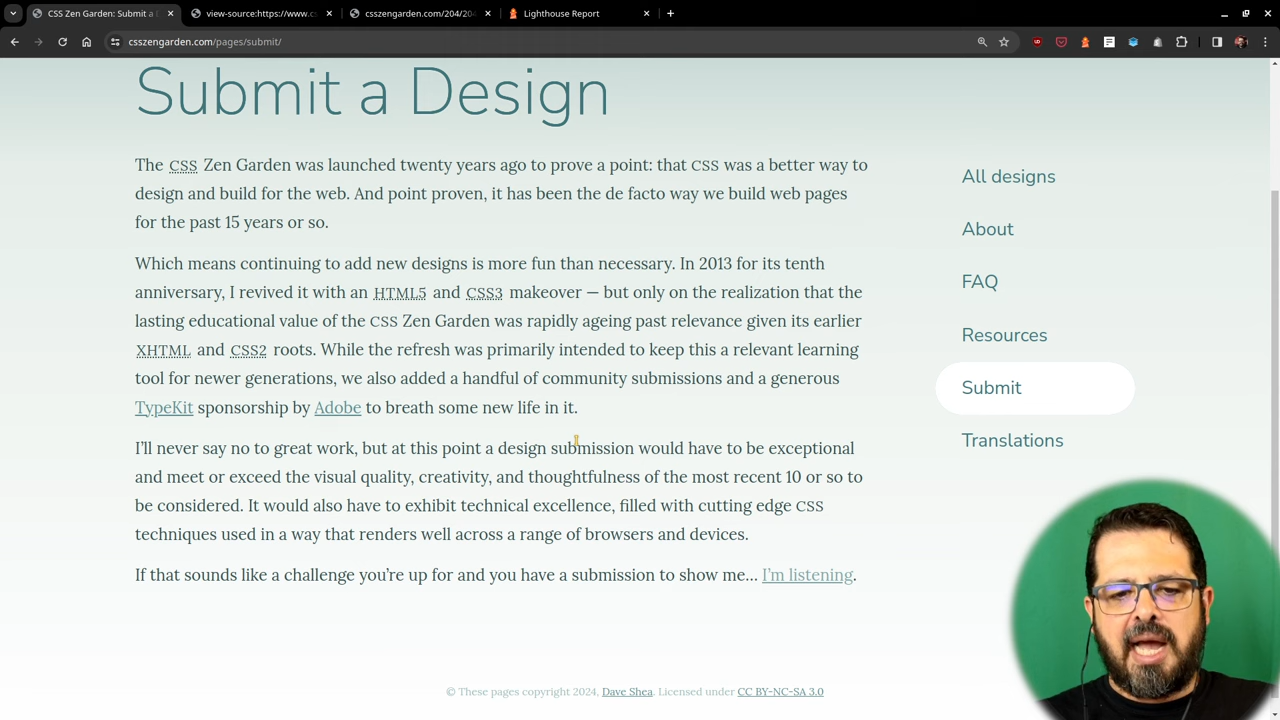 CSS Zen Garden: Submit a D
view-source:https://www.cs
csszengarden.com/204/20
Lighthouse Report
csszengarden.com/pages/submit/
Submit a Design
The CSS Zen Garden was launched twenty years ago to prove a point: that CSS was a better way to
design and build for the web. And point proven, it has been the de facto way we build web pages
for the past 15 years or so.
Which means continuing to add new designs is more fun than necessary. In 2013 for its tenth
anniversary, I revived it with an HTML5 and CSS3 makeover — but only on the realization that the
lasting educational value of the CSS Zen Garden was rapidly ageing past relevance given its earlier
XHTML and CSS2 roots. While the refresh was primarily intended to keep this a relevant learning
tool for newer generations, we also added a handful of community submissions and a generous
TypeKit sponsorship by Adobe to breath some new life in it.
I’ll never say no to great work, but at this point a design submission would have to be exceptional
and meet or exceed the visual quality, creativity, and thoughtfulness of the most recent 10 or so to
be considered. It would also have to exhibit technical excellence, filled with cutting edge CSS
techniques used in a way that renders well across a range of browsers and devices.
If that sounds like a challenge you’re up for and you have a submission to show me… I’m listening.
All designs
About
FAQ
Resources
Submit
Translations
© These pages copyright 2024, Dave Shea. Licensed under CC BY-NC-SA 3.0